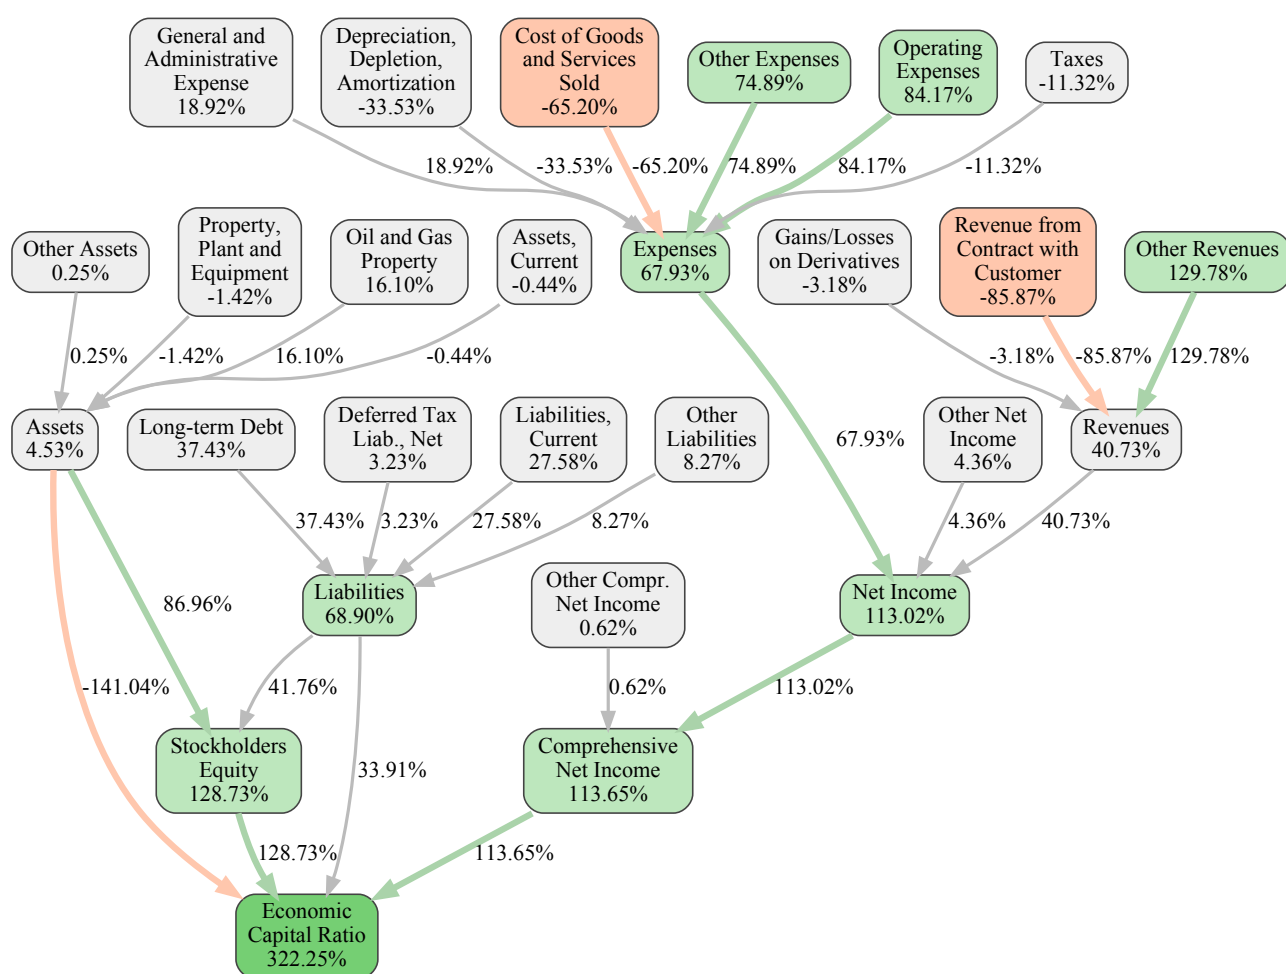 General and
Administrative
Expense
18.92%
Depreciation,
Depletion,
Amortization
-33.53%
Cost of Goods
and Services
Sold
-65.20%
Other Expenses
74.89%
Operating
Expenses
84.17%
Taxes
-11.32%
18.92%
-33.53%
-65.20%
74.89%
84.17%
-11.32%
Other Assets
0.25%
Property,
Plant and
Equipment
-1.42%
Oil and Gas
Property
16.10%
Assets,
Current
-0.44%
Expenses
67.93%
Gains/Losses
on Derivatives
-3.18%
Revenue from
Contract with
Customer
-85.87%
Other Revenues
129.78%
0.25%
-1.42%
16.10%
-0.44%
-3.18%
-85.87%
129.78%
Assets
4.53%
Long-term Debt
37.43%
Deferred Tax
Liab., Net
3.23%
Liabilities,
Current
27.58%
Other
Liabilities
8.27%
67.93%
Other Net
Income
4.36%
Revenues
40.73%
37.43%
3.23%
27.58%
8.27%
4.36%
40.73%
86.96%
Liabilities
68.90%
Other Compr.
Net Income
0.62%
Net Income
113.02%
-141.04%
41.76%
0.62%
113.02%
Stockholders
Equity
128.73%
33.91%
Comprehensive
Net Income
113.65%
128.73%
113.65%
Economic
Capital Ratio
322.25%